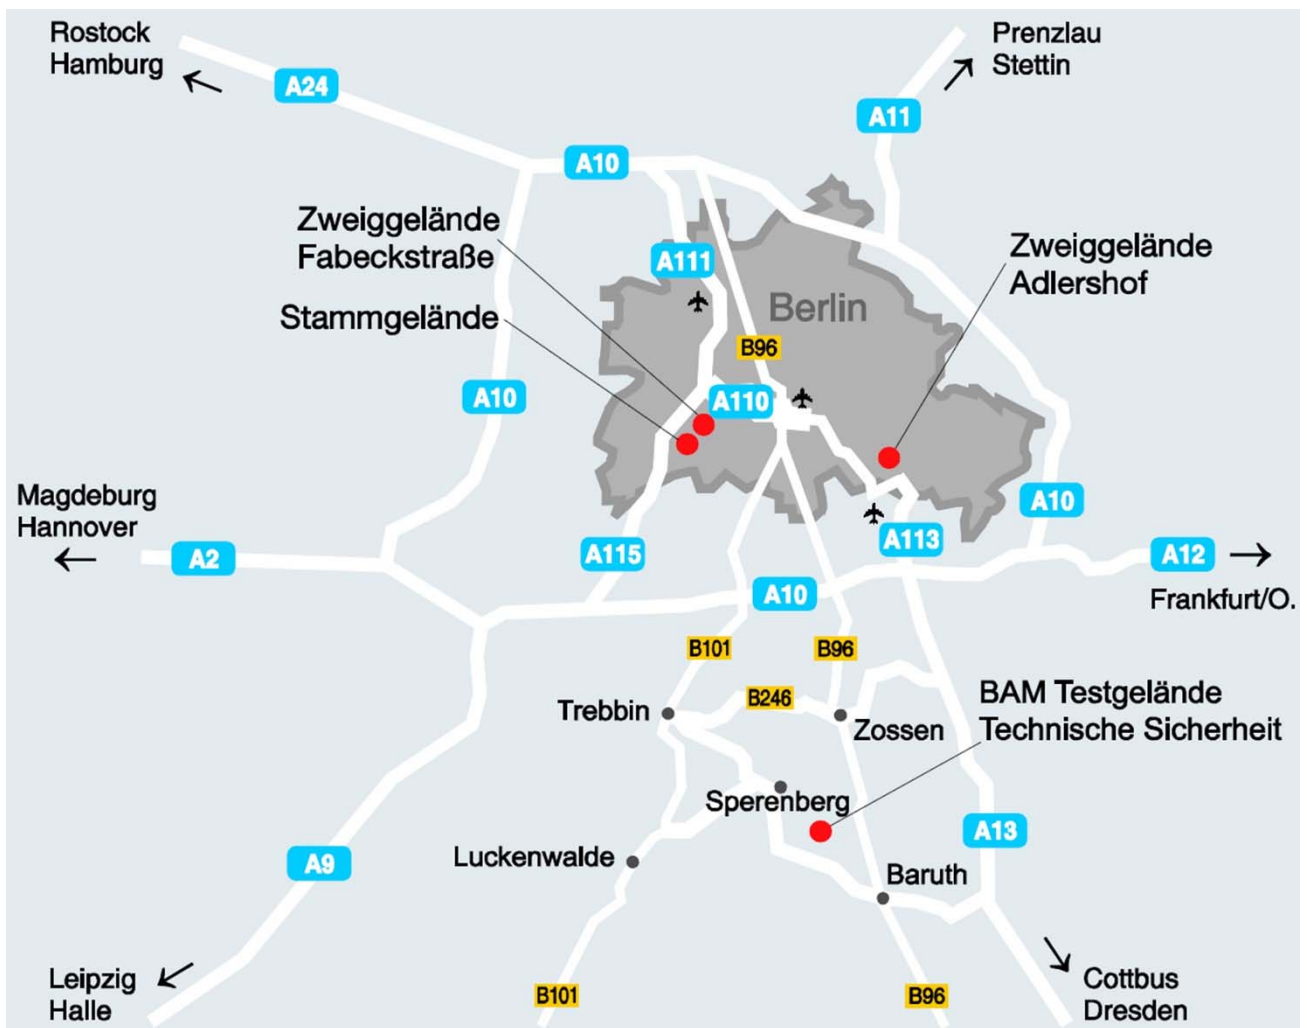 Rostock
Hamburg
Prenzlau
Stettin
A24
A11
A10
Zweiggelände
Fabeckstraße
Zweiggelände
Adlershof
A111
Stammgelände
Berlin
B96
A10
A110
Magdeburg
Hannover
A10
A2
A115
A113
A12
A10
Frankfurt/O.
B101
B96
B246
BAM Testgelände
Technische Sicherheit
Trebbin
Zossen
Sperenberg
A13
Luckenwalde
A9
Baruth
Leipzig
Halle
B101
B96
Cottbus
Dresden